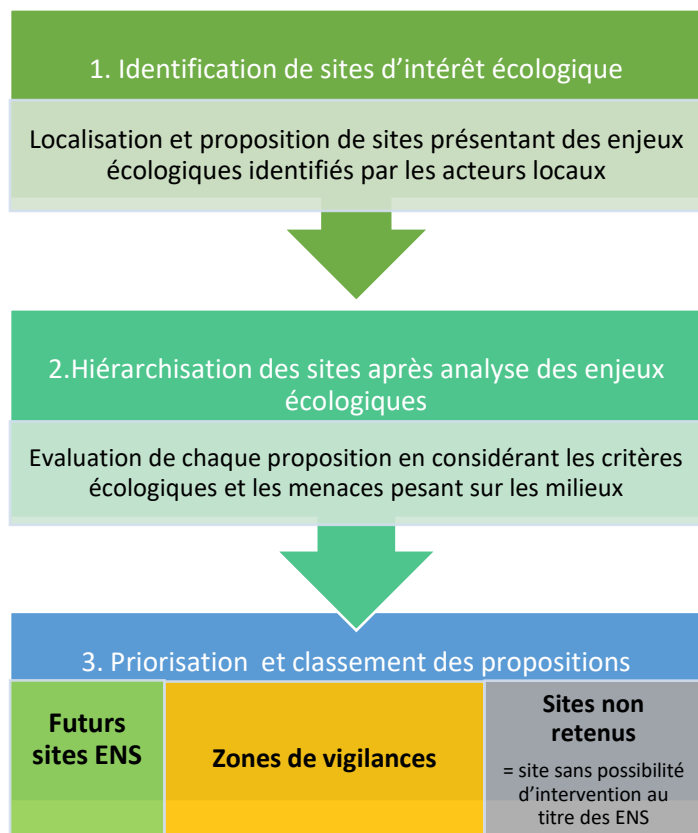 1. Identification de sites d'intérêt écologique
Localisation et proposition de sites présentant des enjeux
écologiques identifiés par les acteurs locaux
2.Hiérarchisation des sites après analyse des enjeux
écologiques
Evaluation de chaque proposition en considérant les critères
écologiques et les menaces pesant sur les milieux
3. Priorisation et classement des propositions
Futurs
sites ENS
Zones de vigilances
Sites non
retenus
= site sans possibilité
d'intervention au
titre des ENS